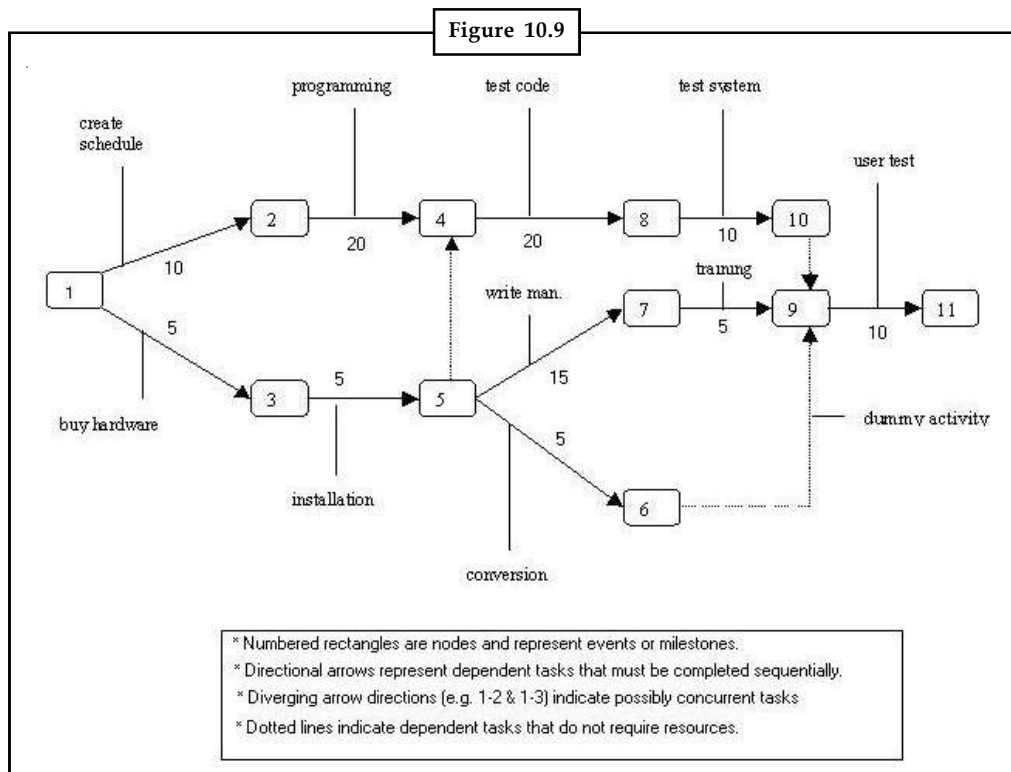 Figure 10.9
programming
test code
test system
create
schedule
user test
2
4
8
10
20
20
10
10
training
1
write man.
7
9
11
5
5
10
5
15
3
5
dummy activity
buy hardware
5
installation
6
conversion
* Numbered rectangles are nodes and represent events or milestones.
* Directional arrows represent dependent tasks that must be completed sequentially.
* Diverging arrow directions (e.g. 1-2 & 1-3) indicate possibly concurrent tasks
* Dotted lines indicate dependent tasks that do not require resources.